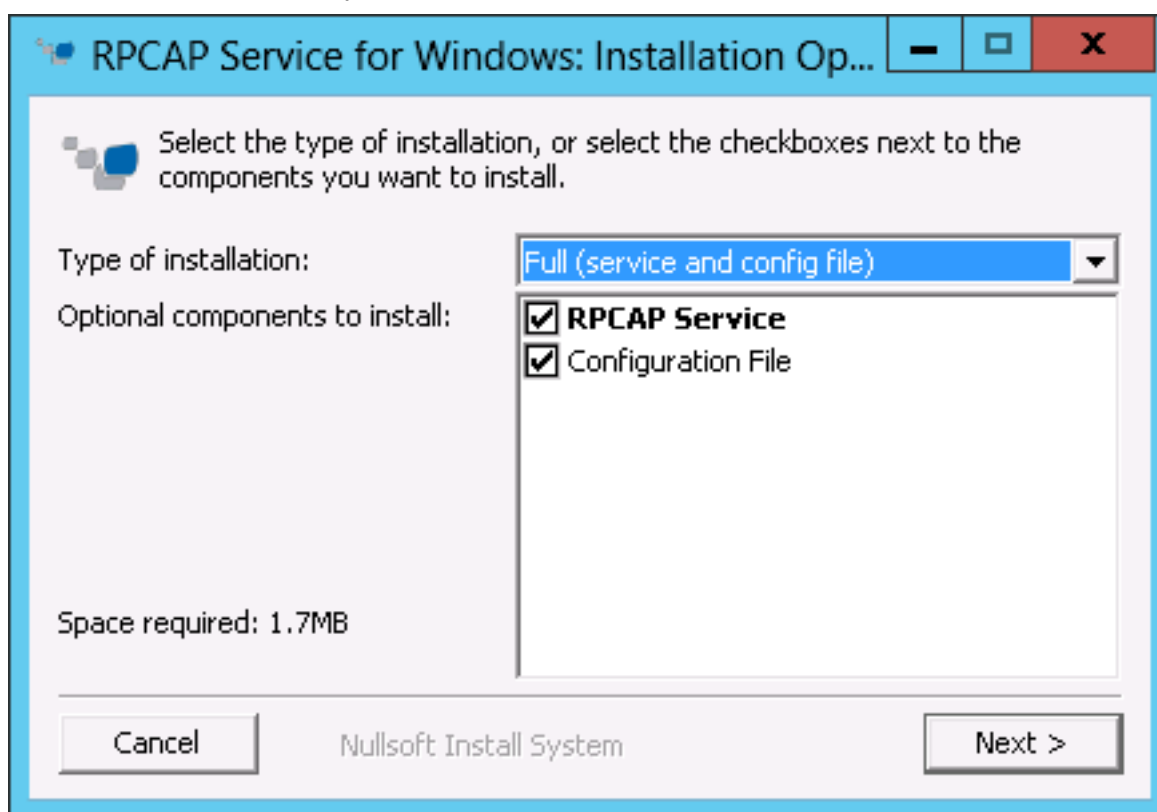 RPCAP Service for Windows: Installation Op...
Select the type of installation, or select the checkboxes next to the
components you want to install.
Type of installation:
Full (service and config file)
Optional components to install:
RPCAP Service
Configuration File
Space required: 1.7MB
Cancel
Nullsoft Install System
Next >